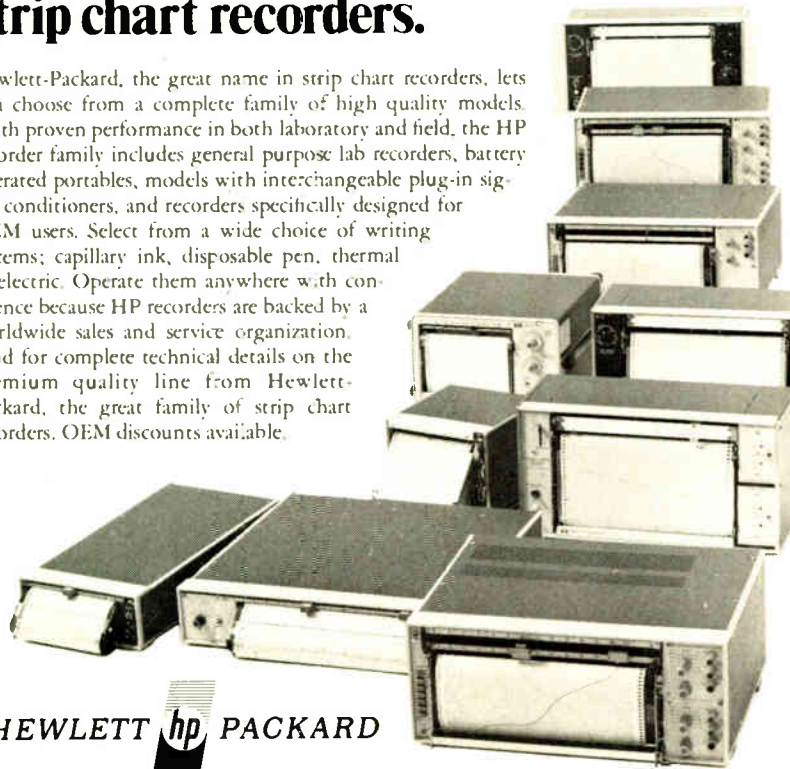 trip chart recorders.
wlett-Packard, the great name in strip chart recorders, lets
choose from a complete family of high quality models.
th proven performance in both laboratory and field, the HP
order family includes general purpose lab recorders, battery
erated portables, models with interchangeable plug-in sig-
conditioners, and recorders specifically designed for
EM users. Select from a wide choice of writing
tems; capillary ink, disposable pen, thermal
electric. Operate them anywhere with con-
ence because HP recorders are backed by a
rldwide sales and service organization.
nd for complete technical details on the
emium quality line from Hewlett-
ckard, the great family of strip chart
orders. OEM discounts available.
HEWLETT hp PACKARD